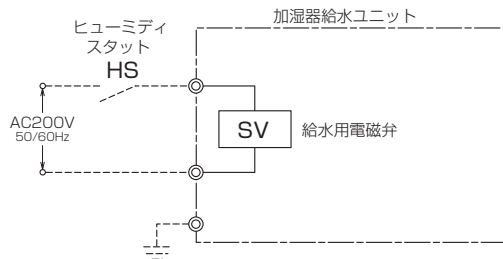 加湿器給水ユニット
ヒューミディ
スタット
HS
AC200V
50/60Hz
SV
給水用電磁弁